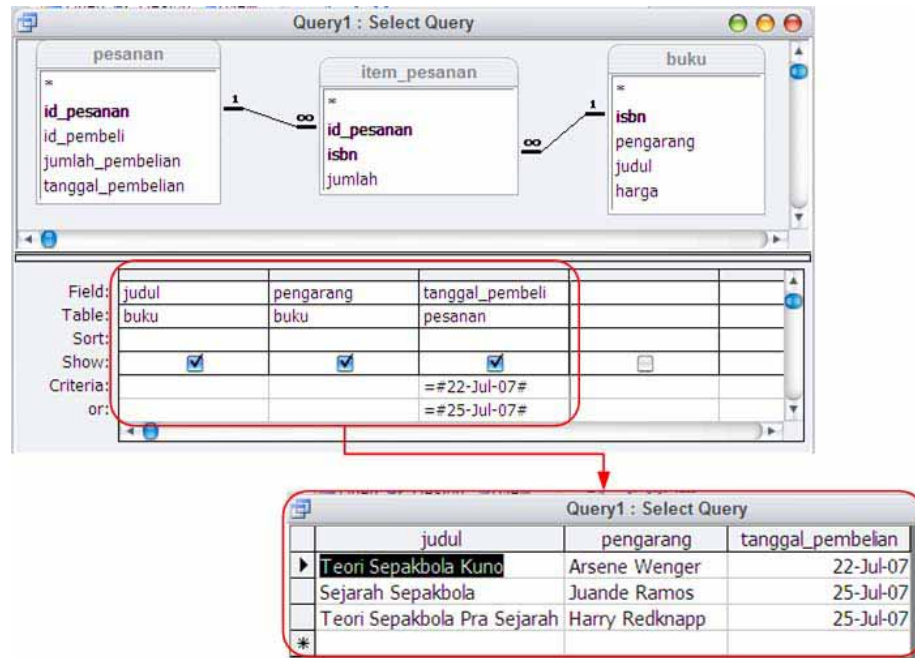 Query1 : Select Query
pesanan
*
id_pesanan
id_pembeli
jumlah_pembelian
tanggal_pembelian
1
∞
item_pesanan
*
id_pesanan
isbn
jumlah
∞
1
buku
*
isbn
pengarang
judul
harga
Field: judul pengarang tanggal_pembeli
Table: buku buku pesanan
Sort:
Show:
Criteria: =#22-Jul-07#
or: =#25-Jul-07#
Query1 : Select Query
judul pengarang tanggal_pembelian
Teori Sepakbola Kuno Arsene Wenger 22-Jul-07
Sejarah Sepakbola Juande Ramos 25-Jul-07
Teori Sepakbola Pra Sejarah Harry Redknapp 25-Jul-07
*